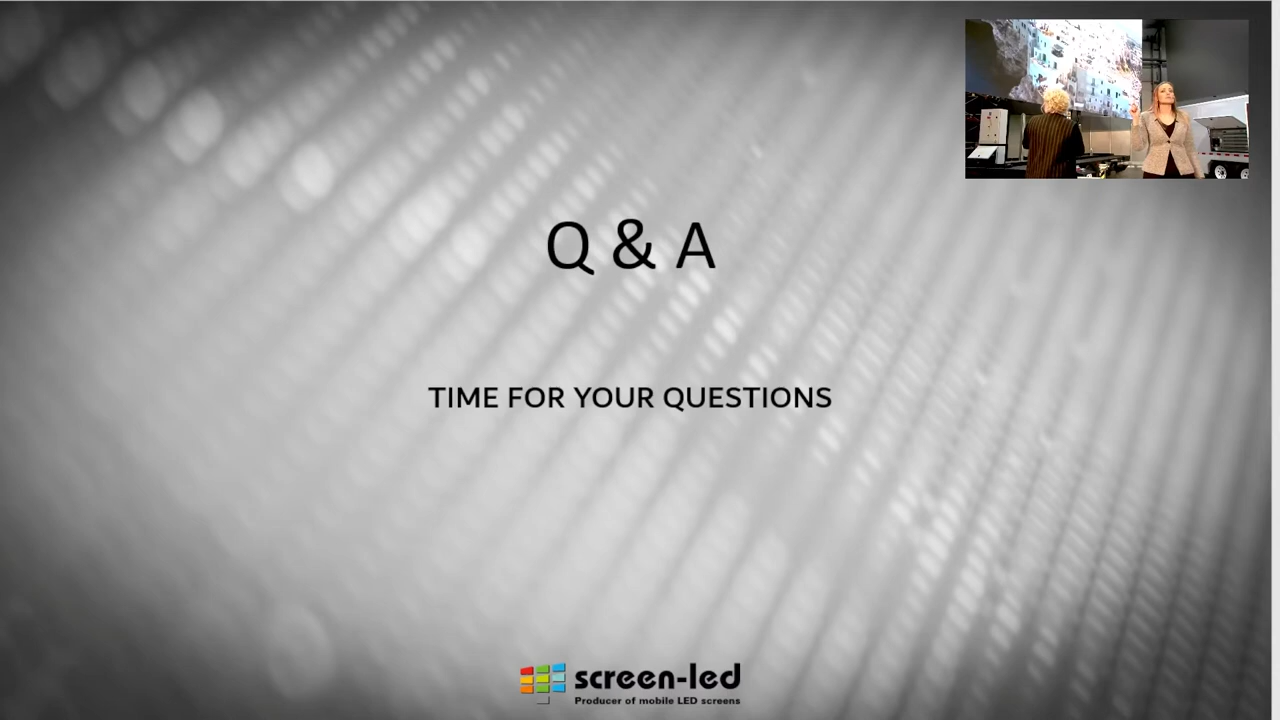 Q & A
TIME FOR YOUR QUESTIONS
screen-led
Producer of mobile LED screens